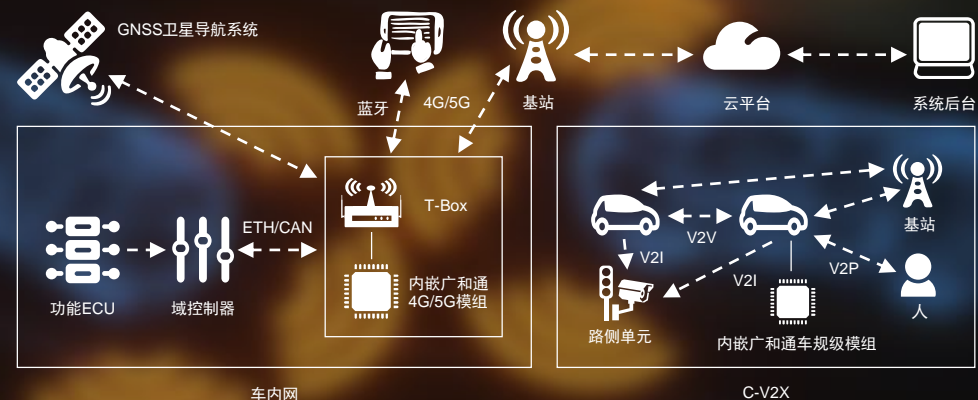 GNSS卫星导航系统
蓝牙
4G/5G
基站
云平台
系统后台
T-Box
ETH/CAN
内嵌广和通
4G/5G模组
功能ECU
域控制器
车内网
基站
V2V
V2I
V2I
V2P
路侧单元
人
内嵌广和通车规级模组
C-V2X